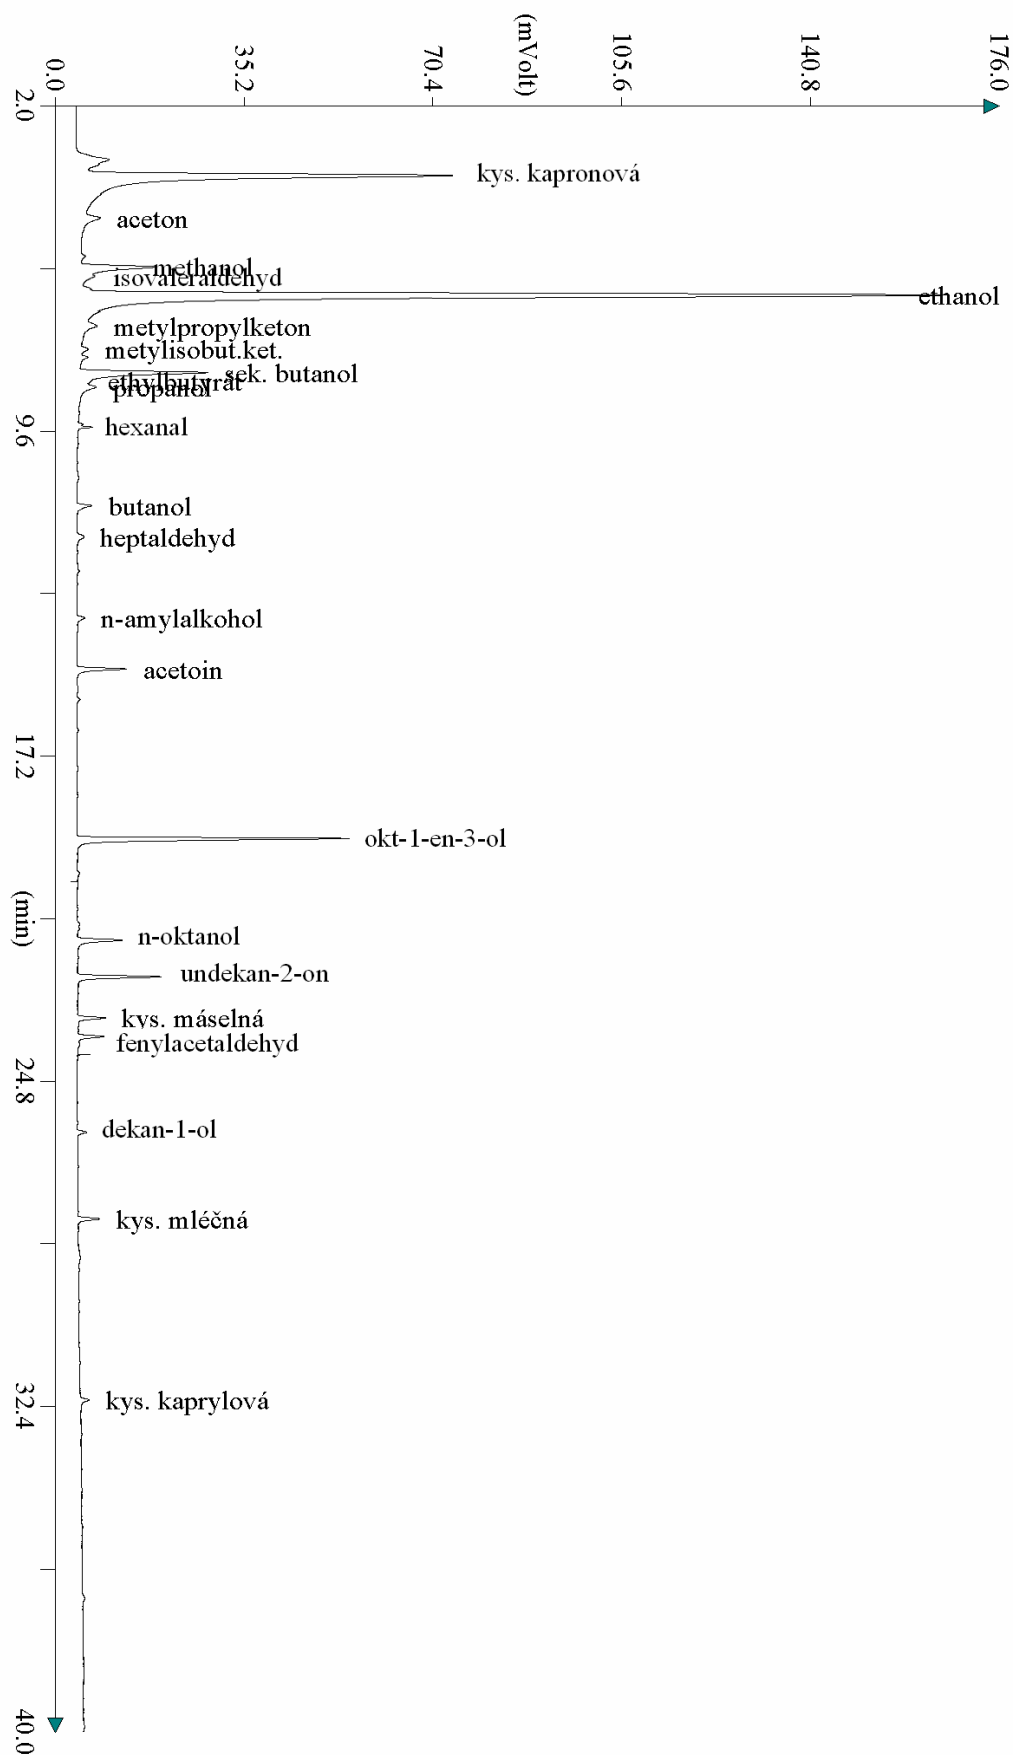 176.0
140.8
105.6
(mVolt)
70.4
35.2
0.0
2.0
kys. kapronová
aceton
methanol
isovaleraldehyd
ethanol
metylpropylketon
metylisobut.ket.
sek. butanol
ethylbutyrát
propanol
9.6
hexanal
butanol
heptaldehyd
n-amylalkohol
acetoin
17.2
okt-1-en-3-ol
(min)
n-oktanol
undekan-2-on
kys. máselná
fenylacetaldehyd
24.8
dekan-1-ol
kys. mléčná
32.4
kys. kaprylová
40.0